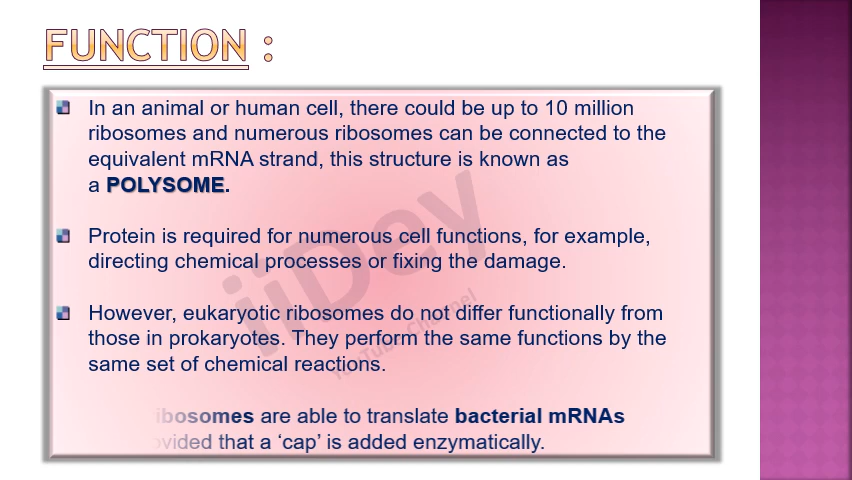 FUNCTION :
In an animal or human cell, there could be up to 10 million
ribosomes and numerous ribosomes can be connected to the
equivalent mRNA strand, this structure is known as
a POLYSOME.
Protein is required for numerous cell functions, for example,
directing chemical processes or fixing the damage.
However, eukaryotic ribosomes do not differ functionally from
those in prokaryotes. They perform the same functions by the
same set of chemical reactions.
ibosomes are able to translate bacterial mRNAs
vided that a ‘cap’ is added enzymatically.
iiDey
YouTube Channel